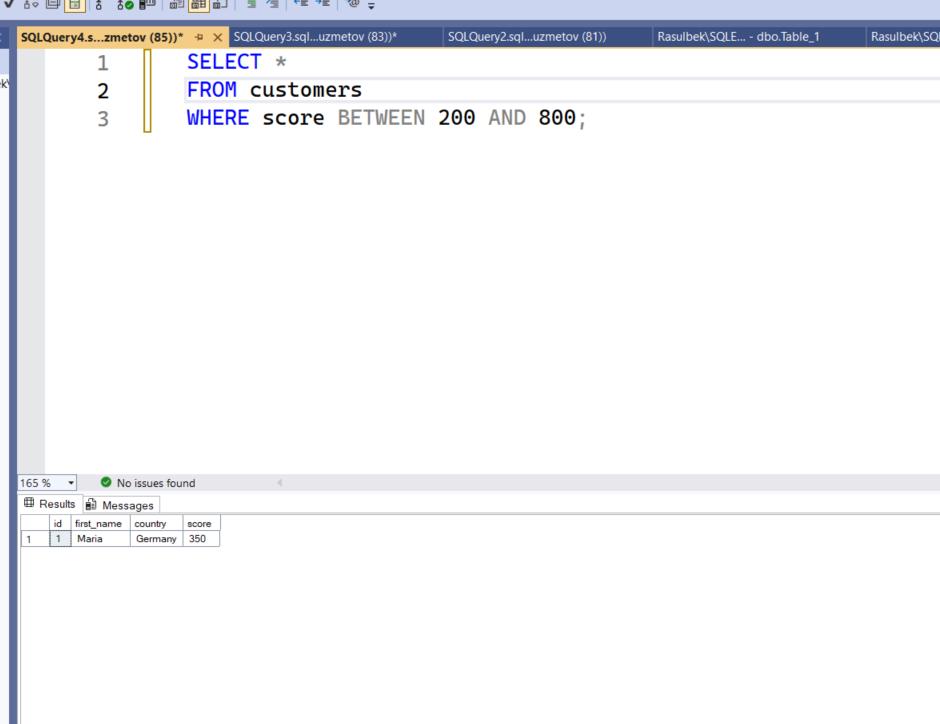 SQLQuery4.s...zmetov (85))* SQLQuery3.sql...uzmetov (83))* SQLQuery2.sql...uzmetov (81)) Rasulbek\SQLE... - dbo.Table_1 Rasulbek\SQl
1 SELECT *
2 FROM customers
3 WHERE score BETWEEN 200 AND 800;
165 % No issues found
Results Messages
id first_name country score
1 1 Maria Germany 350